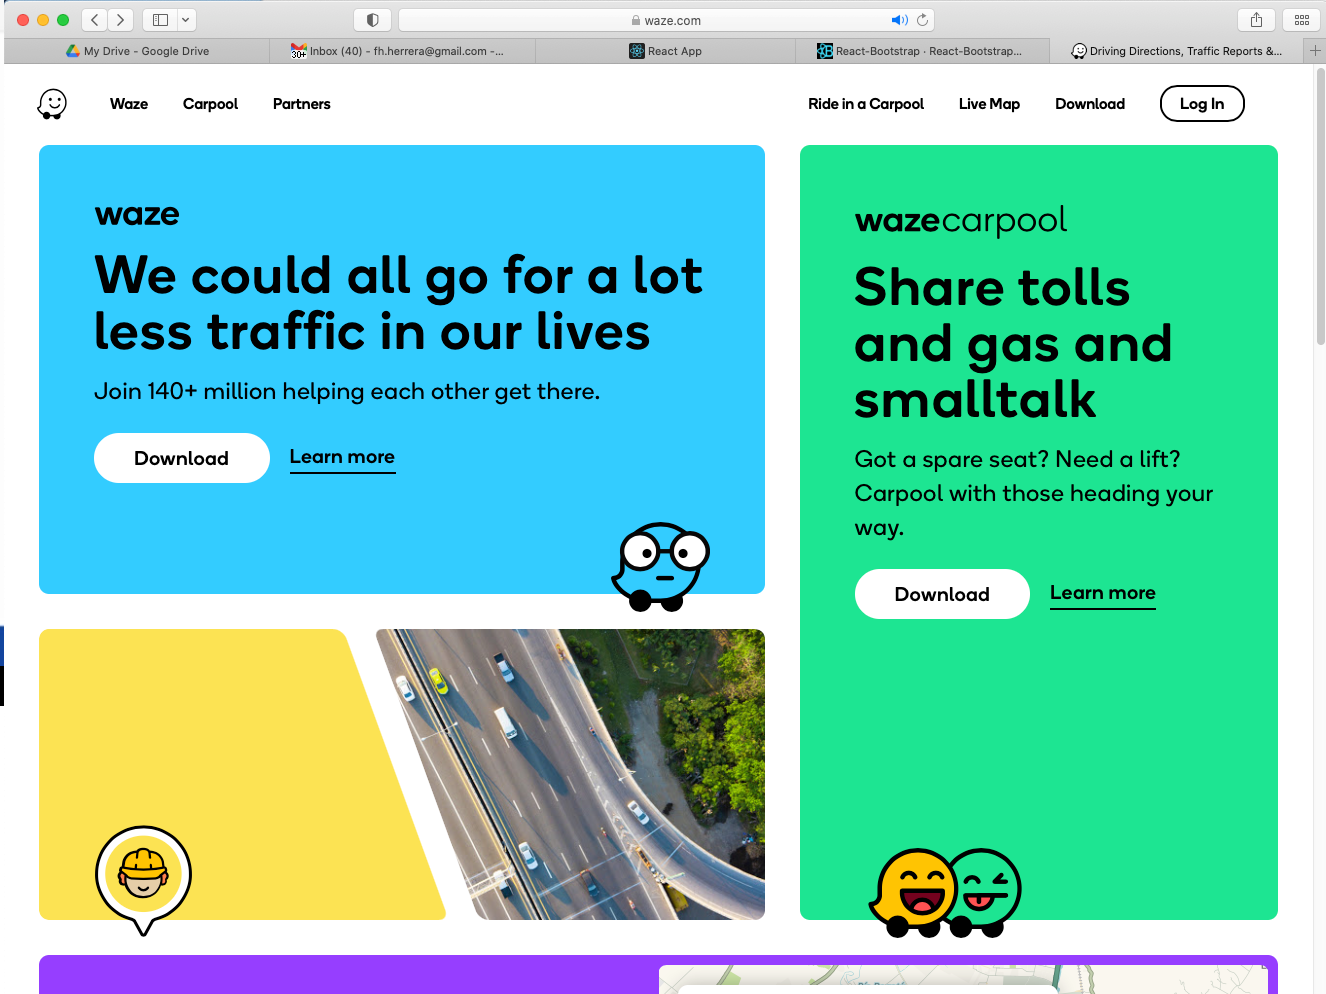 waze.com
My Drive - Google Drive
30+
Inbox (40) - fh.herrera@gmail.com -...
React App
React-Bootstrap · React-Bootstrap...
Driving Directions, Traffic Reports &...
Waze
Carpool
Partners
Ride in a Carpool
Live Map
Download
Log In
waze
We could all go for a lot
less traffic in our lives
Join 140+ million helping each other get there.
Download
Learn more
wazecarpool
Share tolls
and gas and
smalltalk
Got a spare seat? Need a lift?
Carpool with those heading your
way.
Download
Learn more